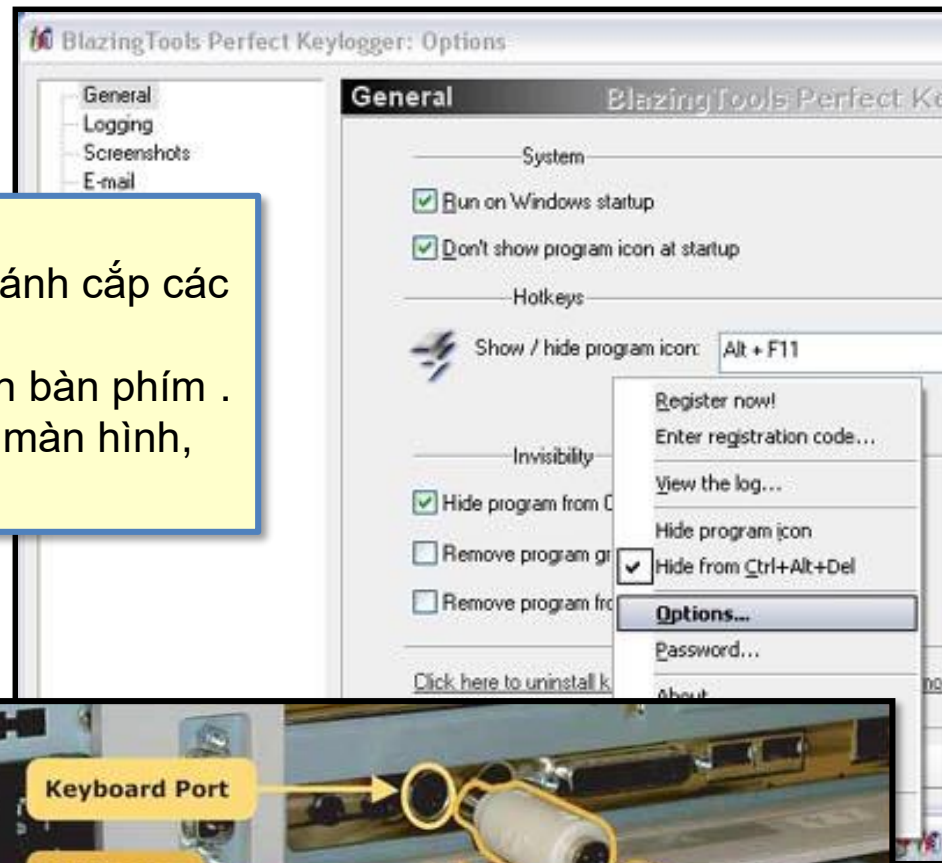 BlazingTools Perfect Keylogger: Options
General
Logging
Screenshots
E-mail
General
BlazingTools Perfect
System
Run on Windows startup
Don't show program icon at startup
Hotkeys
Show / hide program icon:
Alt + F11
Invisibility
Hide program from
Remove program
Remove program
Click here to uninstall
Register now!
Enter registration code...
View the log...
Hide program icon
Hide from Ctrl+Alt+Del
Options...
Password...
About
ánh cắp các
bàn phím .
màn hình,
Keyboard Port